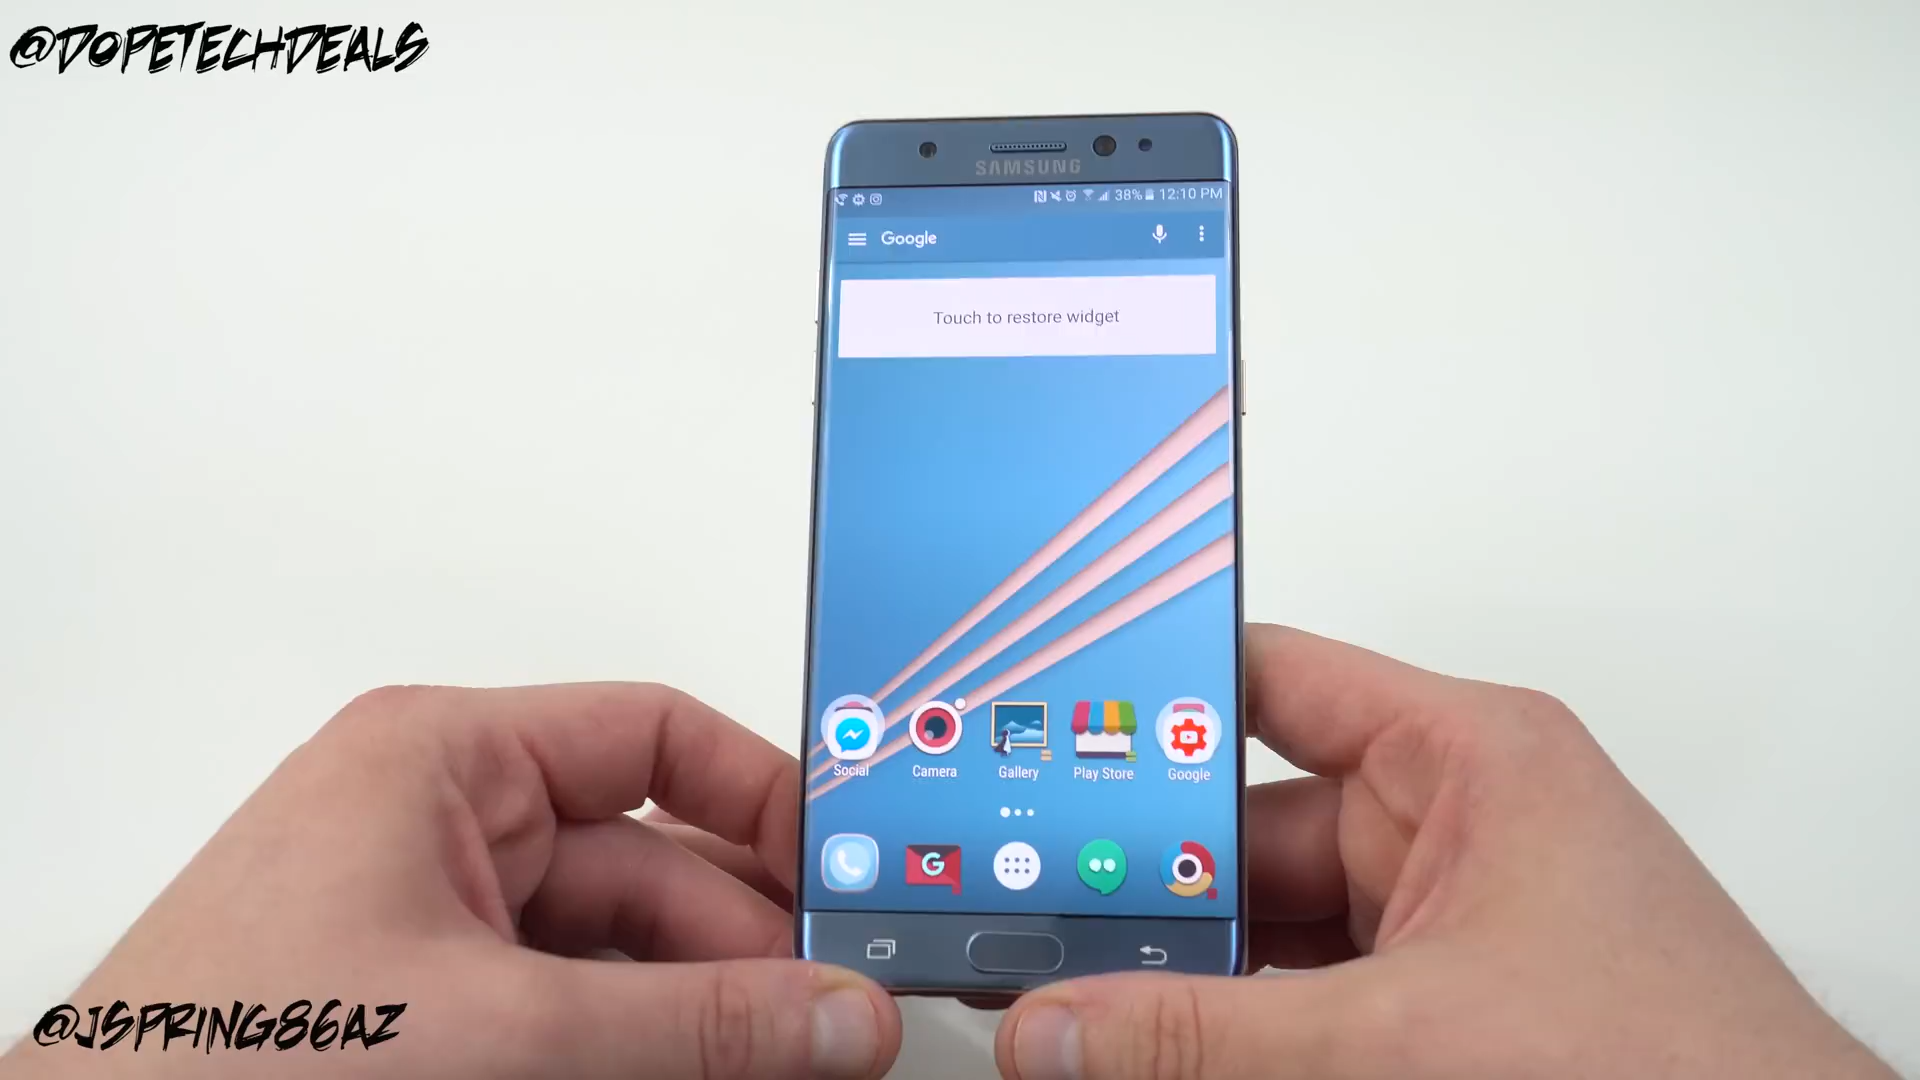 @DOPETECHDEALS
SAMSUNG
38% 12:10 PM
Google
Touch to restore widget
Social
Camera
Gallery
Play Store
Google
G
@JSPRING86AZ